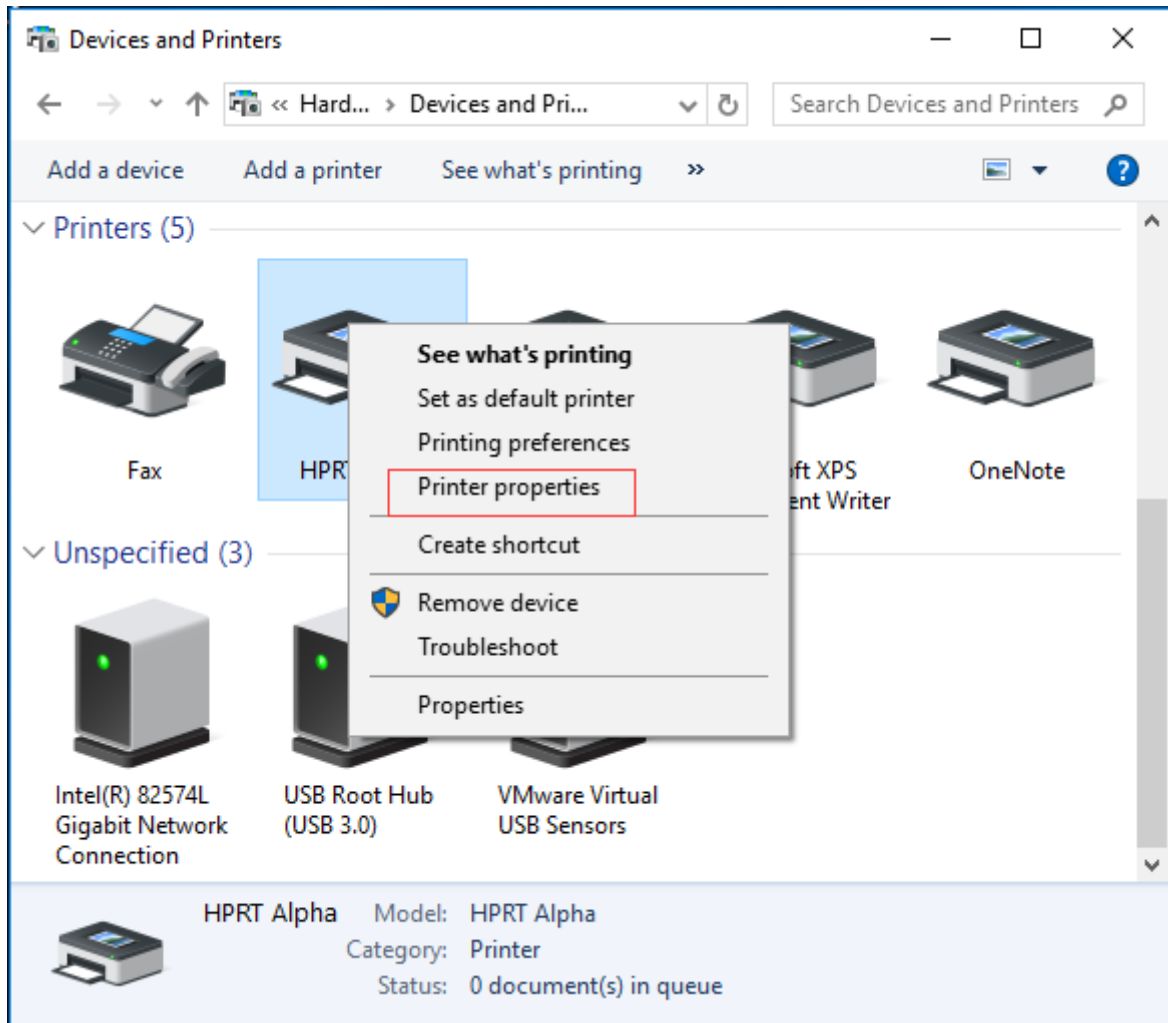 Devices and Printers
« Hard... > Devices and Pri...
Search Devices and Printers
Add a device Add a printer See what's printing »
Printers (5)
See what's printing
Set as default printer
Printing preferences
Printer properties
Create shortcut
Remove device
Troubleshoot
Properties
Fax
OneNote
ent Writer
Unspecified (3)
Intel(R) 82574L
Gigabit Network
Connection
USB Root Hub
(USB 3.0)
VMware Virtual
USB Sensors
HPRT Alpha Model: HPRT Alpha
Category: Printer
Status: 0 document(s) in queue